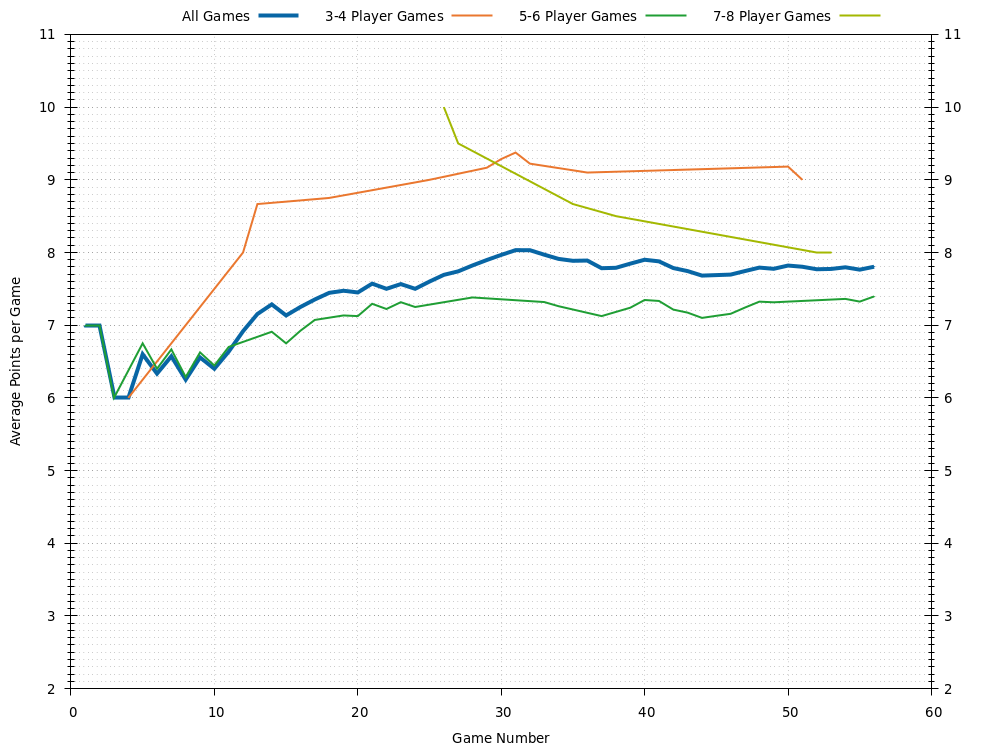 All Games 3-4 Player Games 5-6 Player Games 7-8 Player Games
11 11
10 10
9 9
8 8
7 7
6 6
5 5
4 4
3 3
2 2
Average Points per Game
0 10 20 30 40 50 60
Game Number